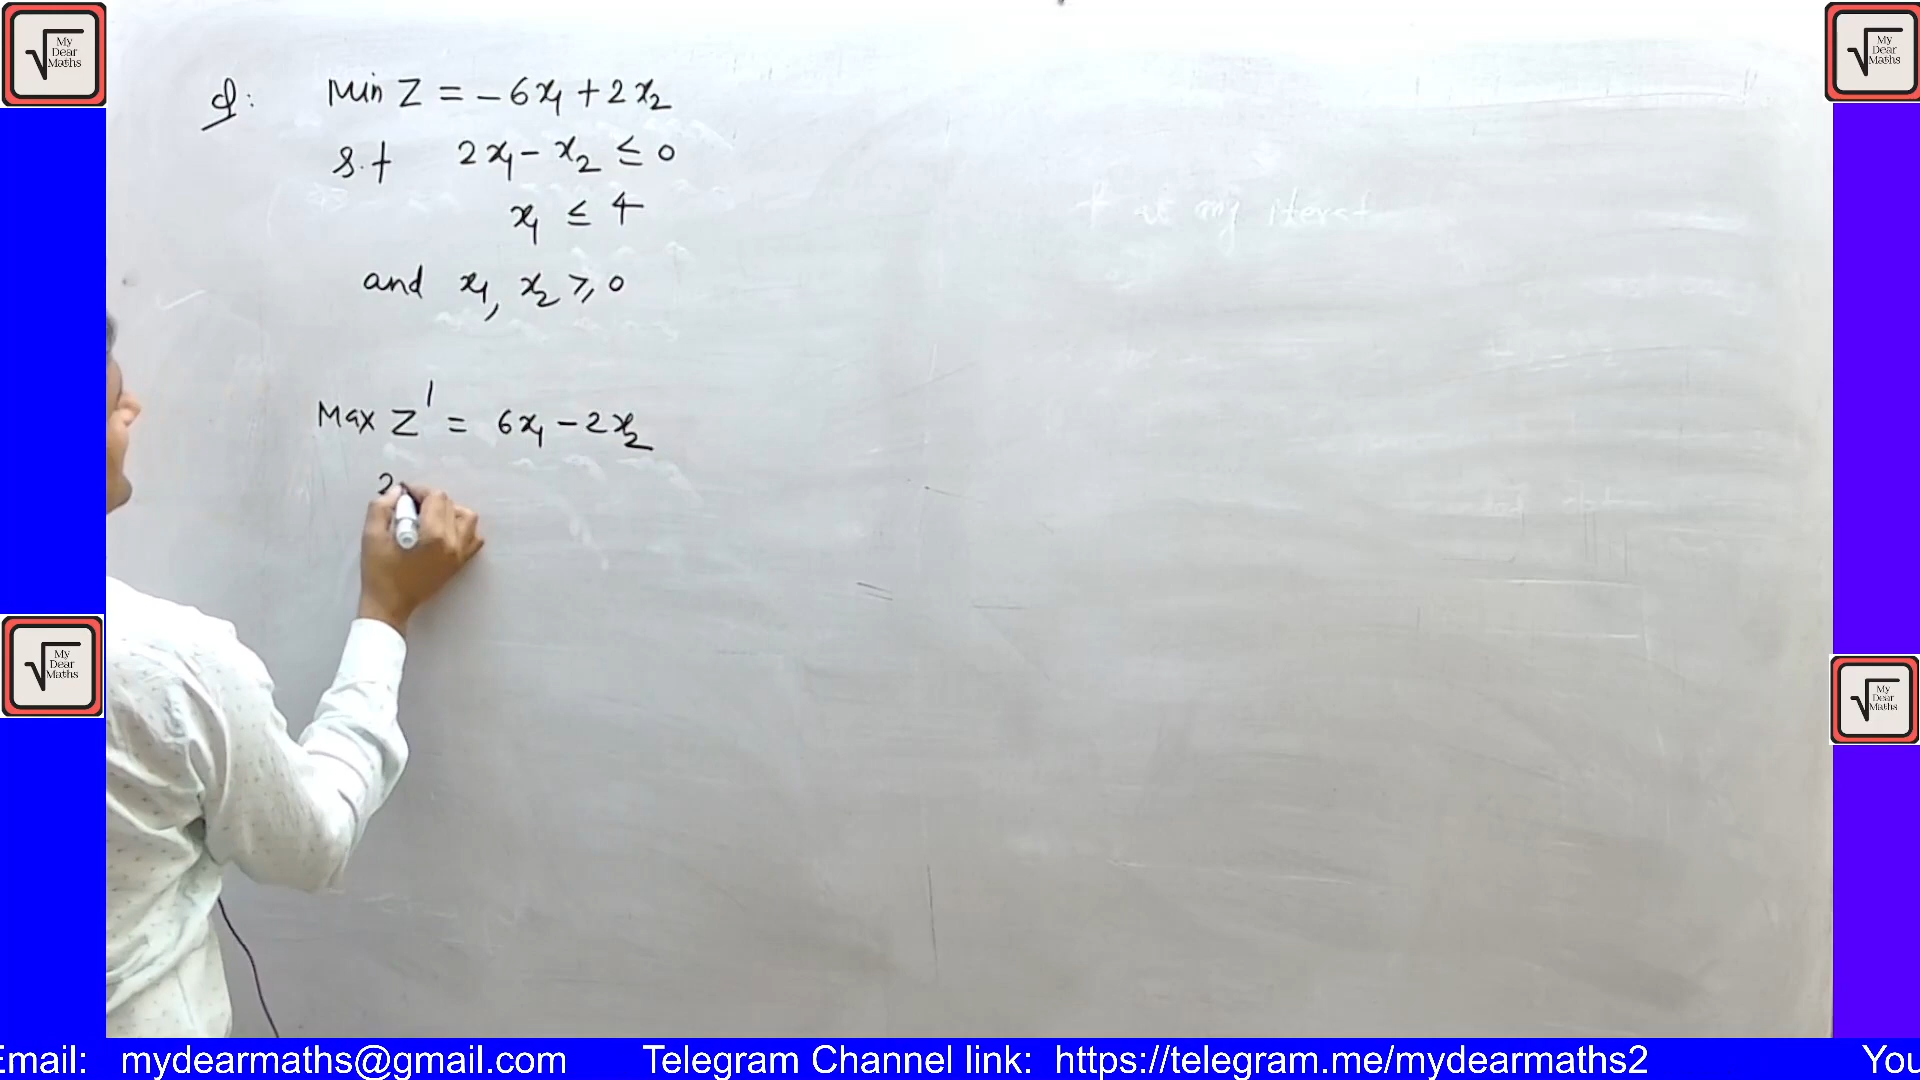 My Dear Maths
My Dear Maths
Q: Min Z = -6x₁ + 2x₂
s.t 2x₁ - x₂ ≤ 0
x₁ ≤ 4
and x₁, x₂ ≥ 0
Max Z' = 6x₁ - 2x₂
2
My Dear Maths
My Dear Maths
Email: mydearmaths@gmail.com Telegram Channel link: https://telegram.me/mydearmaths2 You